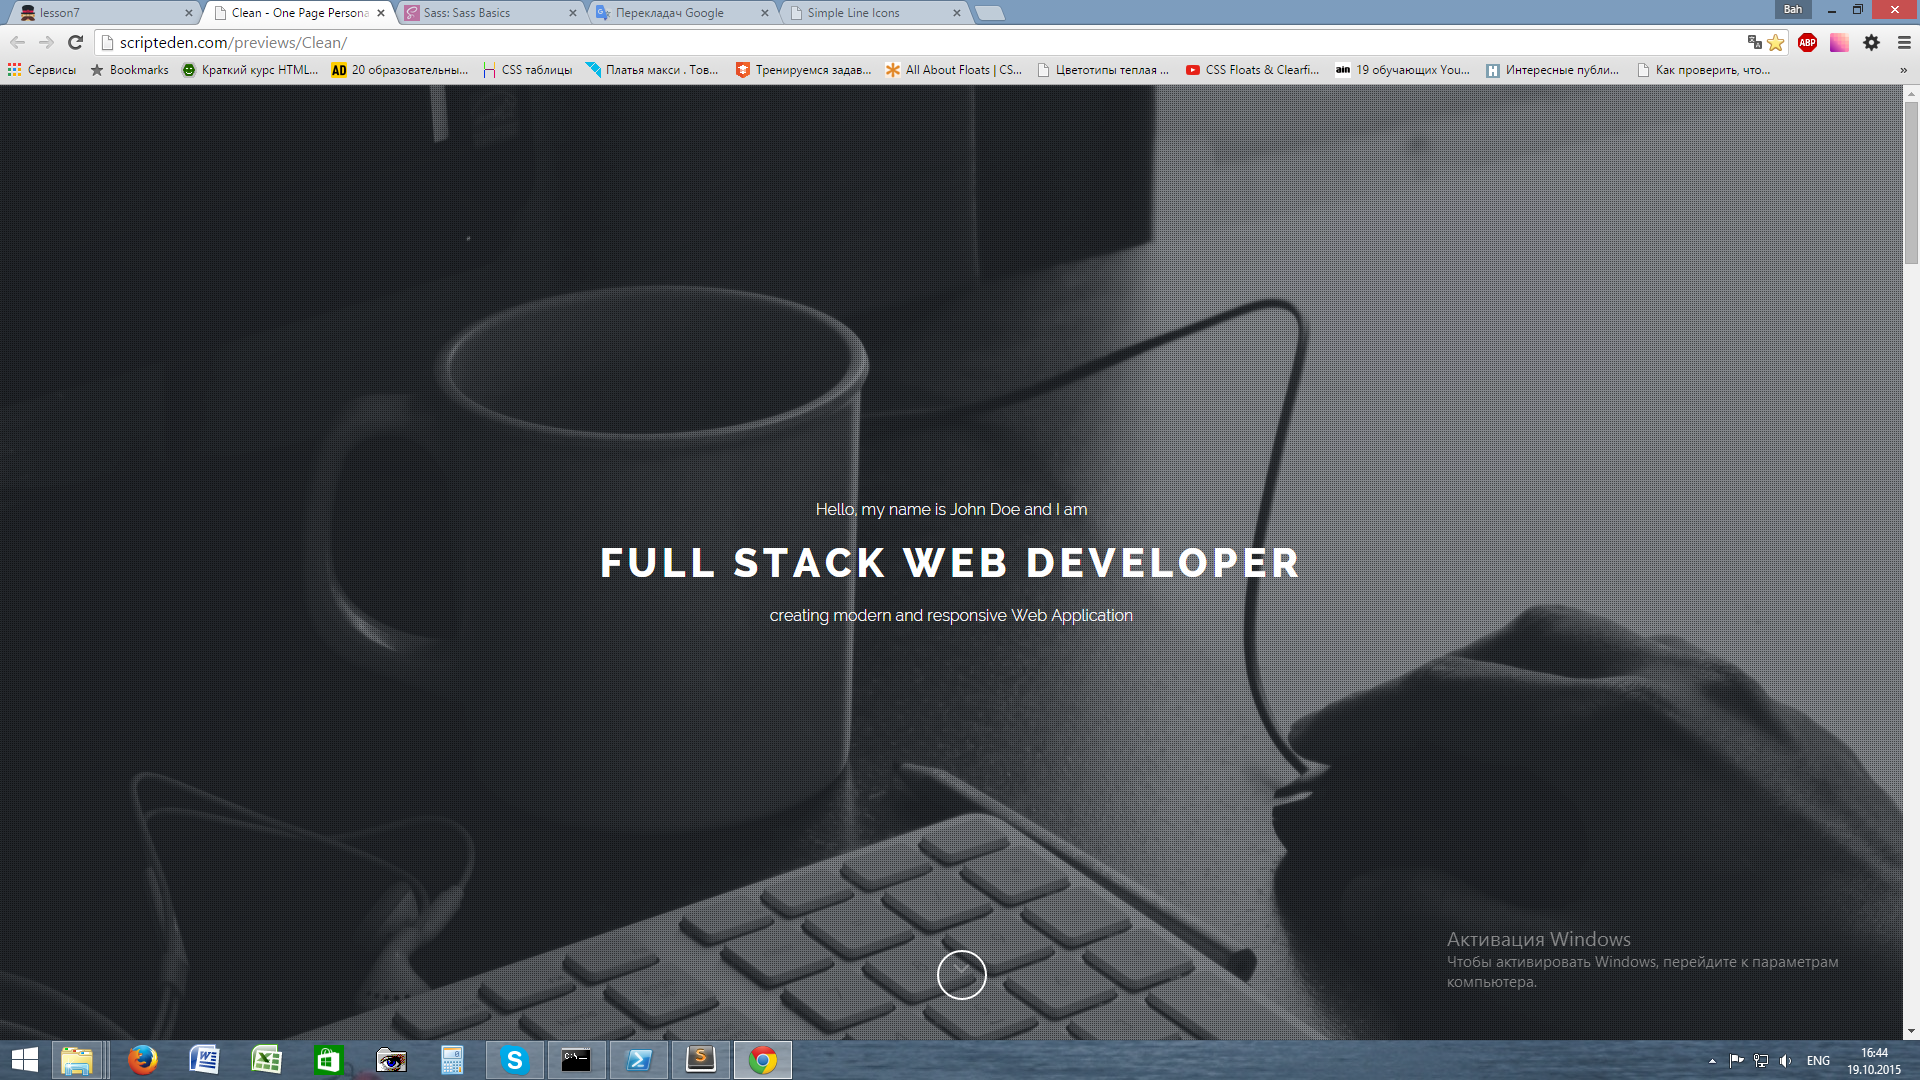 lesson7
Clean - One Page Persona
Sass: Sass Basics
Перекладач Google
Simple Line Icons
Bah
scripteden.com/previews/Clean/
ABP
Сервисы
Bookmarks
Краткий курс HTML...
AD
20 образовательны...
CSS таблицы
Платья макси . Тов...
Тренируемся задав...
All About Floats | CS...
Цветотипы теплая ...
CSS Floats & Clearfi...
ain
19 обучающих You...
H
Интересные публи...
Как проверить, что...
»
Hello, my name is John Doe and I am
FULL STACK WEB DEVELOPER
creating modern and responsive Web Application
Активация Windows
Чтобы активировать Windows, перейдите к параметрам
компьютера.
ENG
16:44
19.10.2015